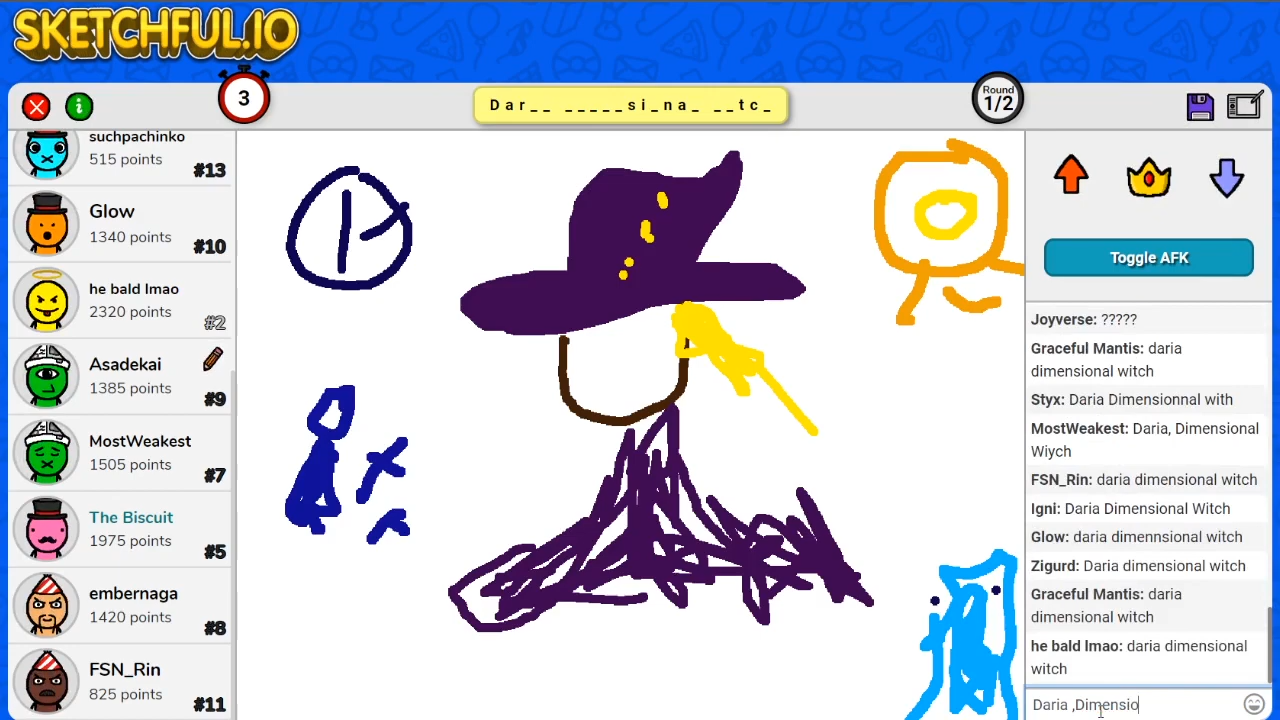 SKETCHFUL.IO
3
Dar__ _____si_na_ __tc_
Round
1/2
suchpachinko
515 points
#13
Glow
1340 points
#10
he bald lmao
2320 points
#2
Asadekai
1385 points
#9
MostWeakest
1505 points
#7
The Biscuit
1975 points
#5
embernaga
1420 points
#8
FSN_Rin
825 points
#11
Toggle AFK
Joyverse: ?????
Graceful Mantis: daria
dimensional witch
Styx: Daria Dimensionnal with
MostWeakest: Daria, Dimensional
Wiych
FSN_Rin: daria dimensional witch
Igni: Daria Dimensional Witch
Glow: daria dimennsional witch
Zigurd: Daria dimensional witch
Graceful Mantis: daria
dimensional witch
he bald lmao: daria dimensional
witch
Daria ,Dimensio